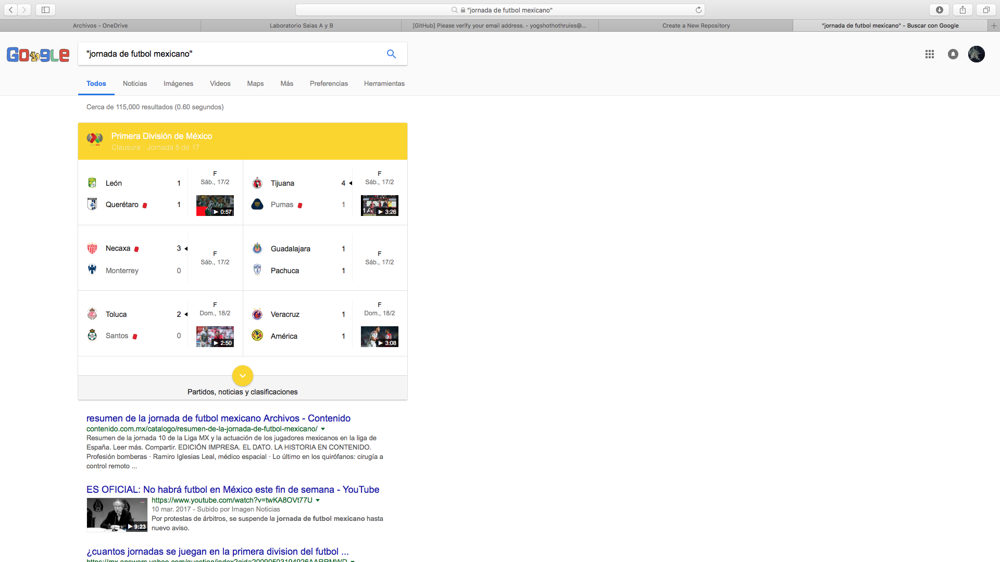 "jornada de futbol mexicano"
Archivos - OneDrive
Laboratorio Salas A y B
[GitHub] Please verify your email address. - yogshothothrules@...
Create a New Repository
"jornada de futbol mexicano" - Buscar con Google
Google
"jornada de futbol mexicano"
Todos
Noticias
Imágenes
Videos
Maps
Más
Preferencias
Herramientas
Cerca de 115,000 resultados (0.60 segundos)
Primera División de México
Clausura · Jornada 8 de 17
León 1
Querétaro 1
F
Sáb., 17/2
0:57
Tijuana 4
Pumas 1
F
Sáb., 17/2
3:26
Necaxa 3
Monterrey 0
F
Sáb., 17/2
Guadalajara 1
Pachuca 1
F
Sáb., 17/2
Toluca 2
Santos 0
F
Dom., 18/2
2:50
Veracruz 1
América 1
F
Dom., 18/2
3:08
Partidos, noticias y clasificaciones
resumen de la jornada de futbol mexicano Archivos - Contenido
contenido.com.mx/catalogo/resumen-de-la-jornada-de-futbol-mexicano/
Resumen de la jornada 10 de la Liga MX y la actuación de los jugadores mexicanos en la liga de
España. Leer más. Compartir. EDICIÓN IMPRESA. EL DATO. LA HISTORIA EN CONTENIDO.
Profesión bomberas · Ramiro Iglesias Leal, médico espacial · Lo último en los quirófanos: cirugía a
control remoto ...
ES OFICIAL: No habrá futbol en México este fin de semana - YouTube
https://www.youtube.com/watch?v=twKA8OVt77U
10 mar. 2017 - Subido por Imagen Noticias
Por protestas de árbitros, se suspende la jornada de futbol mexicano hasta
nuevo aviso.
9:23
¿cuantos jornadas se juegan en la primera division del futbol ...